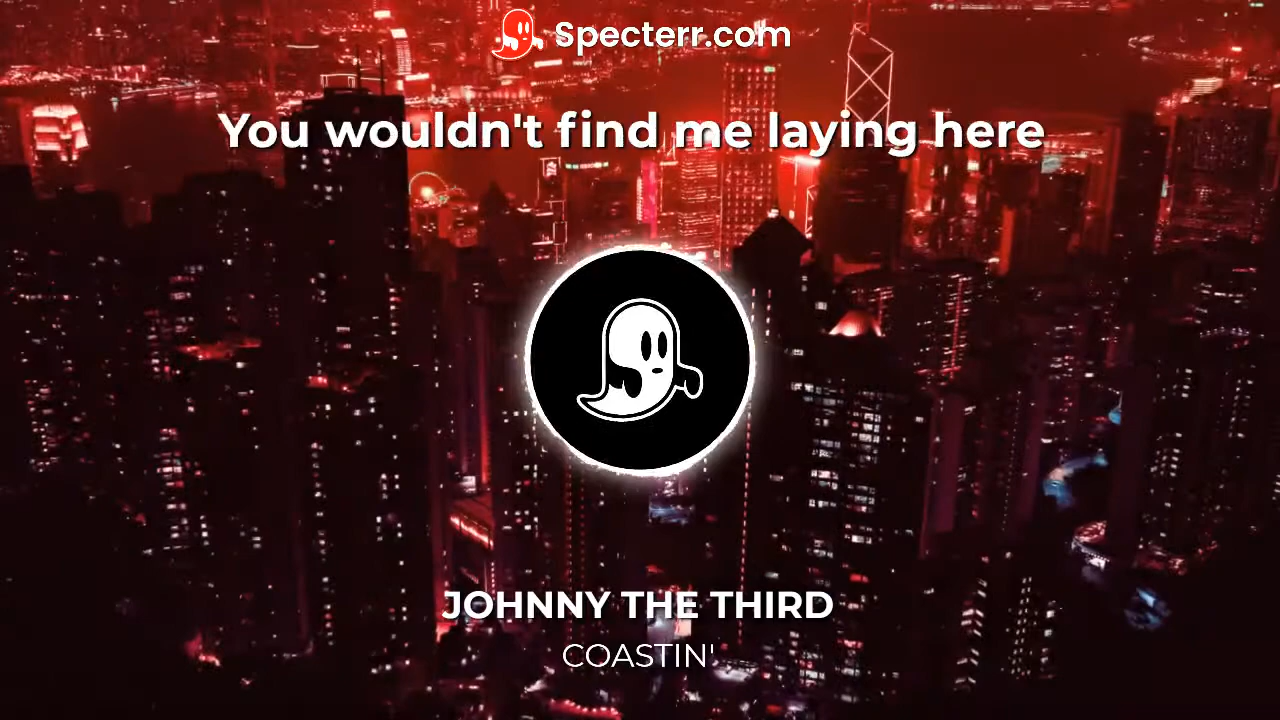 Specterr.com
You wouldn't find me laying here
JOHNNY THE THIRD
COASTIN'